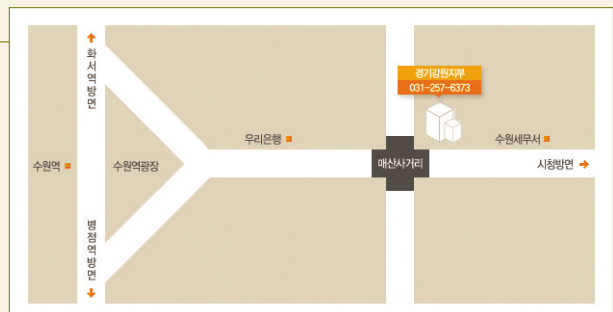 화서역방면
경기강원지부
031-257-6373
우리은행
수원세무서
수원역
수원역광장
매산사거리
시청방면
병점역방면